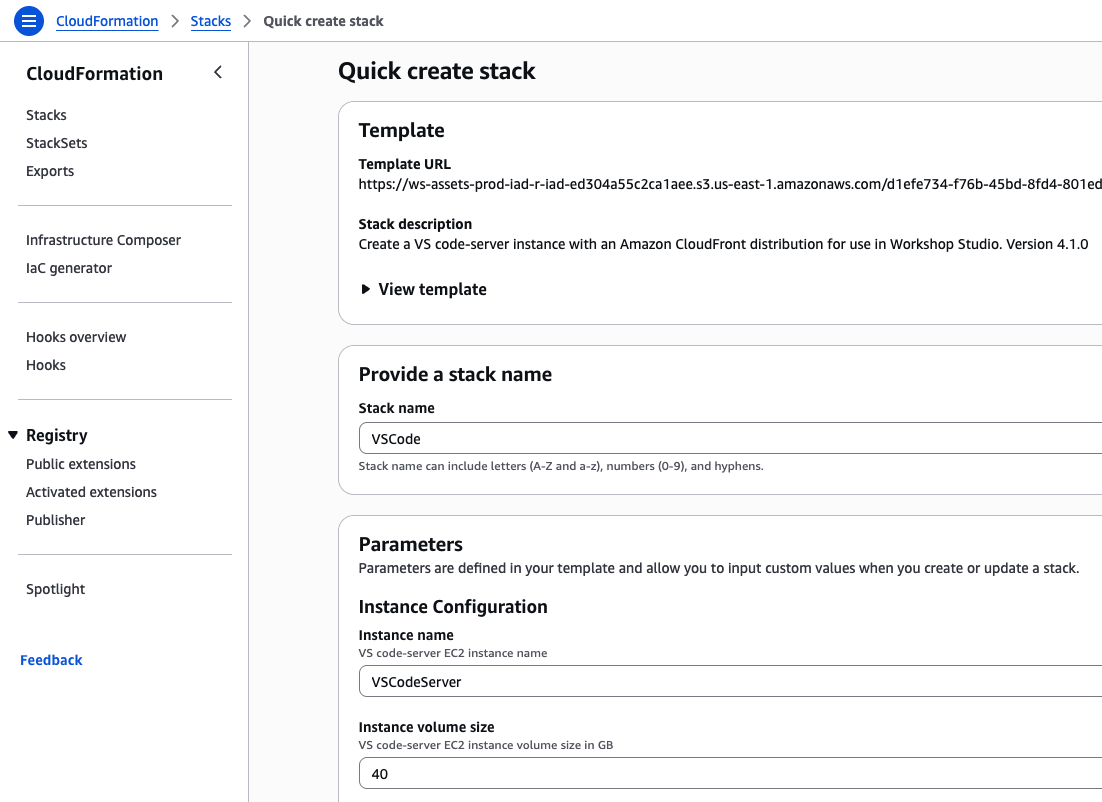 CloudFormation > Stacks > Quick create stack
CloudFormation
Stacks
StackSets
Exports
Infrastructure Composer
IaC generator
Hooks overview
Hooks
Registry
Public extensions
Activated extensions
Publisher
Spotlight
Feedback
Quick create stack
Template
Template URL
https://ws-assets-prod-iad-r-iad-ed304a55c2ca1aee.s3.us-east-1.amazonaws.com/d1efe734-f76b-45bd-8fd4-801ed
Stack description
Create a VS code-server instance with an Amazon CloudFront distribution for use in Workshop Studio. Version 4.1.0
View template
Provide a stack name
Stack name
VSCode
Stack name can include letters (A-Z and a-z), numbers (0-9), and hyphens.
Parameters
Parameters are defined in your template and allow you to input custom values when you create or update a stack.
Instance Configuration
Instance name
VS code-server EC2 instance name
VSCodeServer
Instance volume size
VS code-server EC2 instance volume size in GB
40